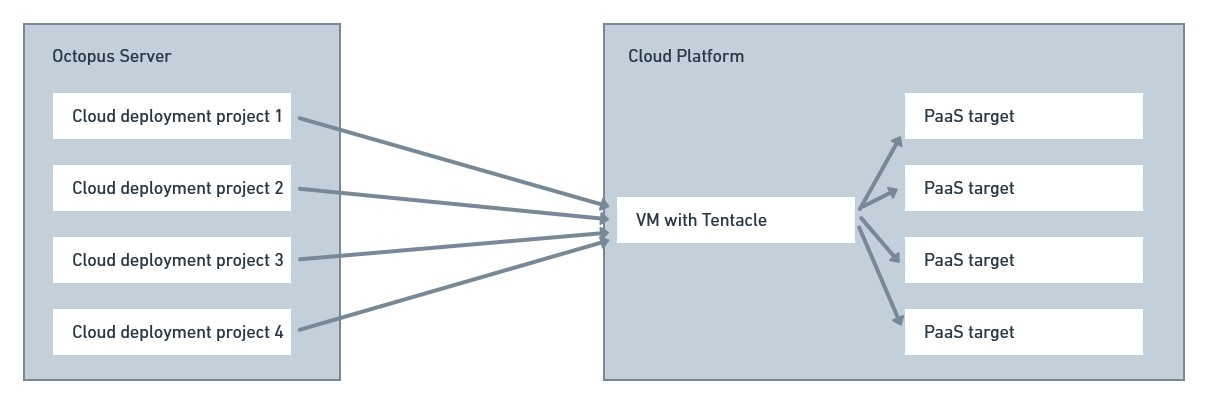 Octopus Server
Cloud deployment project 1
Cloud deployment project 2
Cloud deployment project 3
Cloud deployment project 4
Cloud Platform
VM with Tentacle
PaaS target
PaaS target
PaaS target
PaaS target